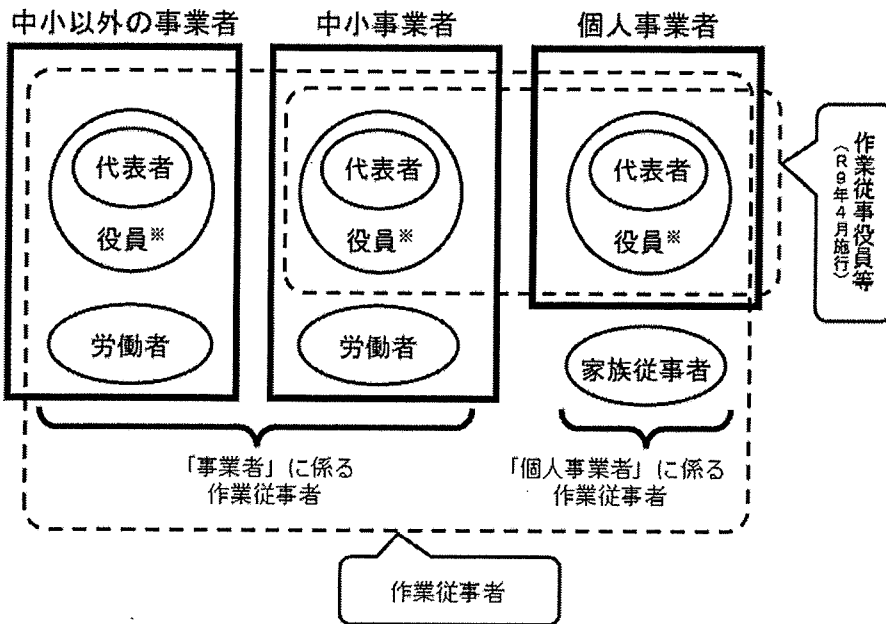 中小以外の事業者
中小事業者
個人事業者
代表者
役員※
労働者
代表者
役員※
労働者
代表者
役員※
家族従事者
作業従事役員等
〈R9年4月施行〉
「事業者」に係る
作業従事者
「個人事業者」に係る
作業従事者
作業従事者